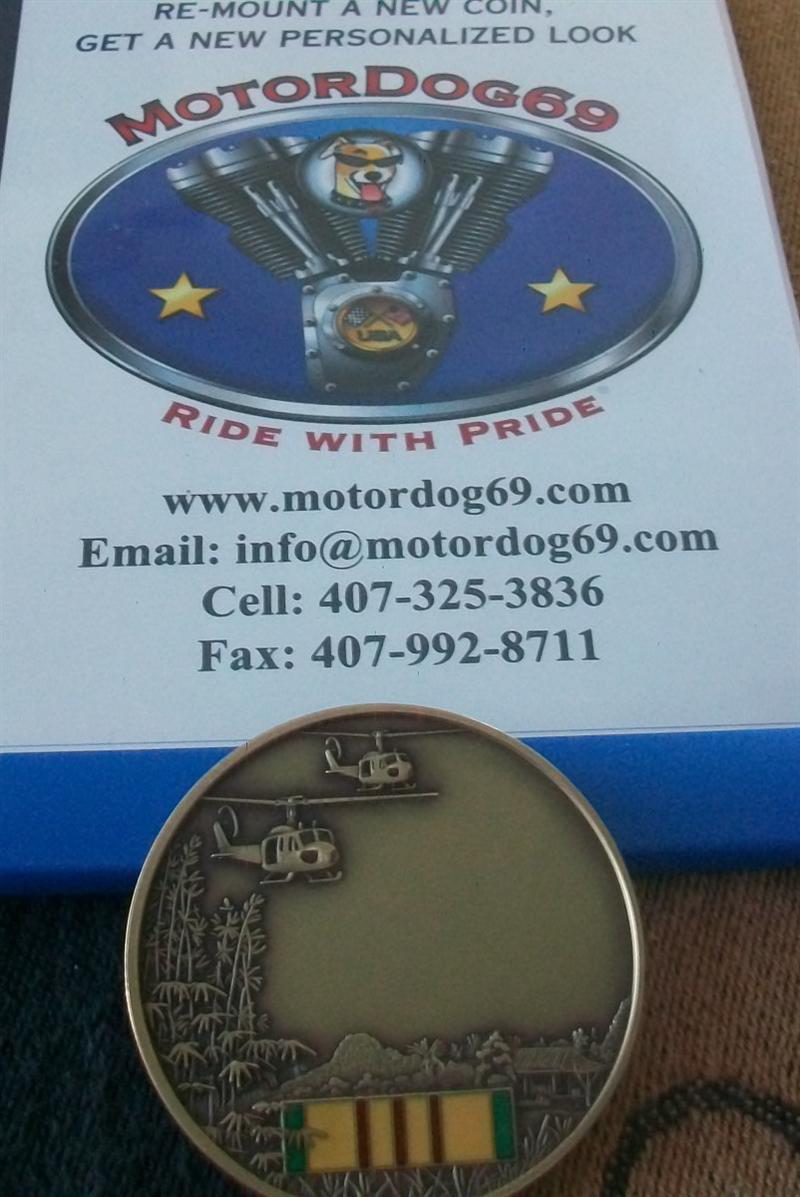 RE-MOUNT A NEW COIN,
GET A NEW PERSONALIZED LOOK
MOTORDOG69
USA
RIDE WITH PRIDE
www.motordog69.com
Email: info@motordog69.com
Cell: 407-325-3836
Fax: 407-992-8711